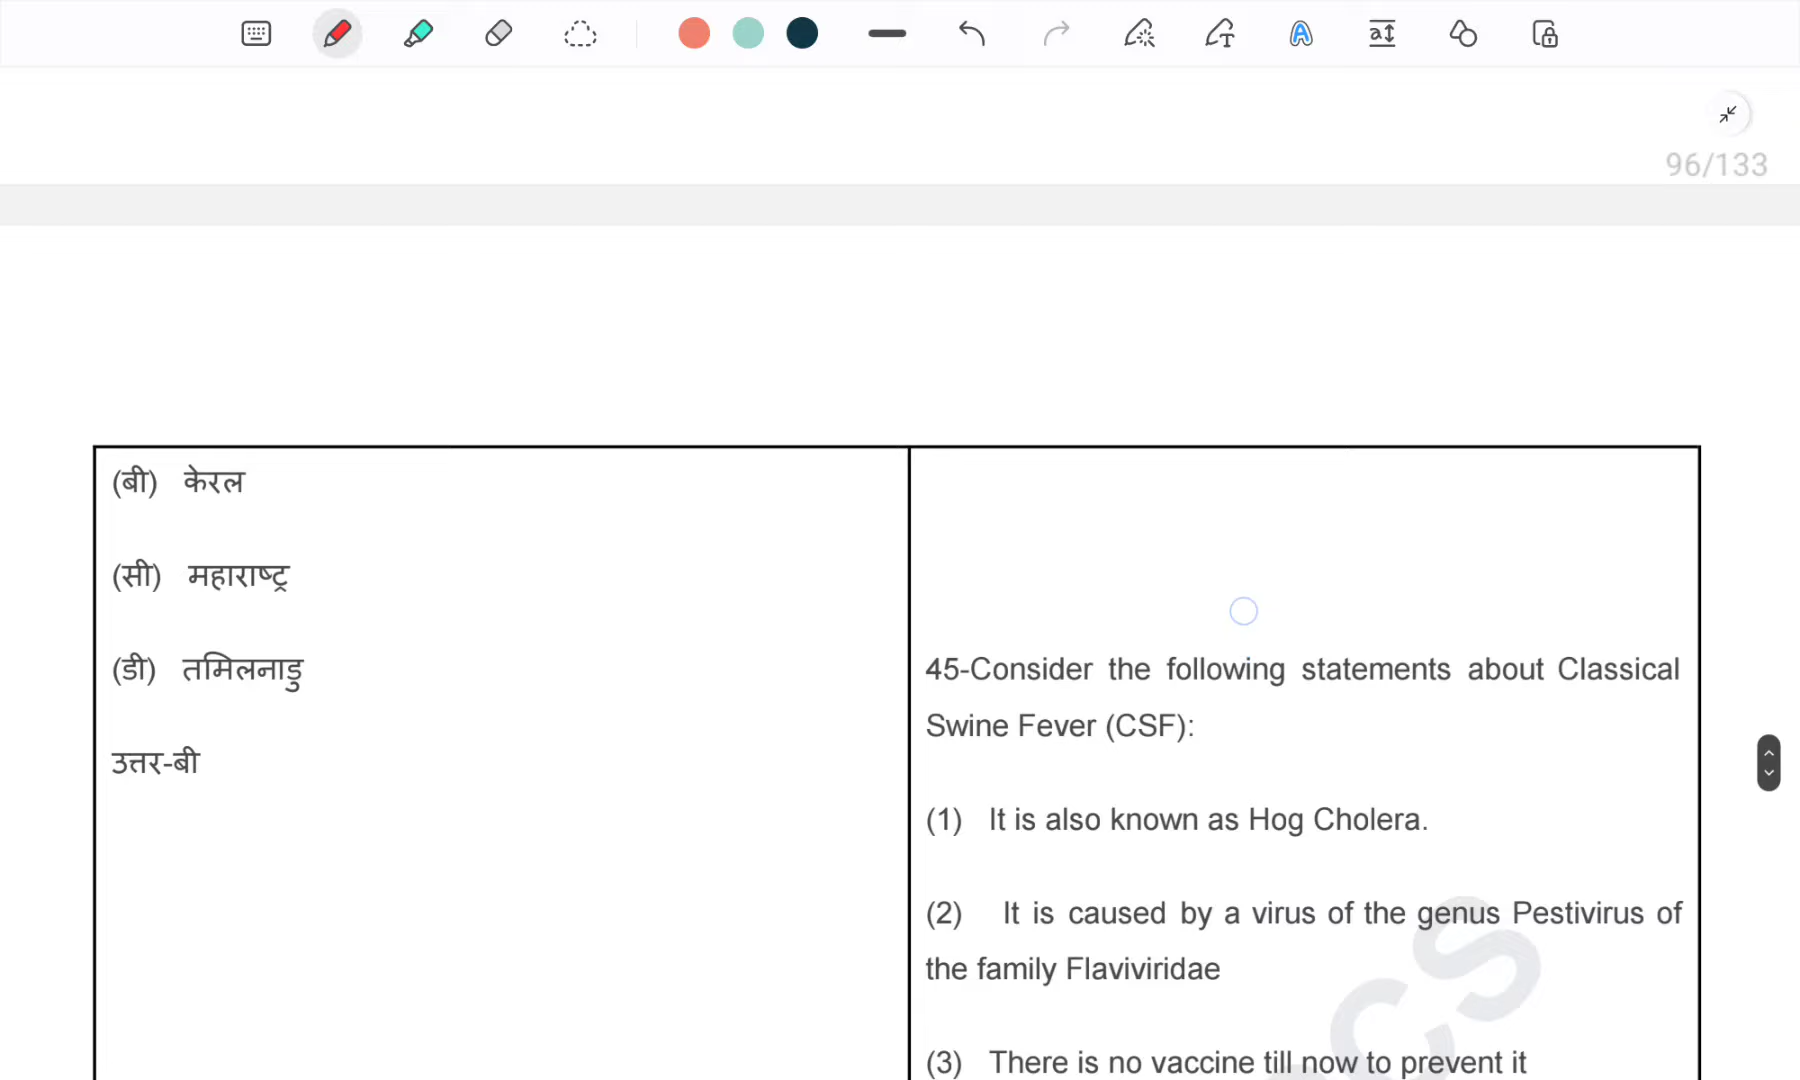 96/133
(बी) केरल
(सी) महाराष्ट्र
(डी) तमिलनाडु
उत्तर-बी
45-Consider the following statements about Classical
Swine Fever (CSF):
(1) It is also known as Hog Cholera.
(2) It is caused by a virus of the genus Pestivirus of
the family Flaviviridae
(3) There is no vaccine till now to prevent it
CS